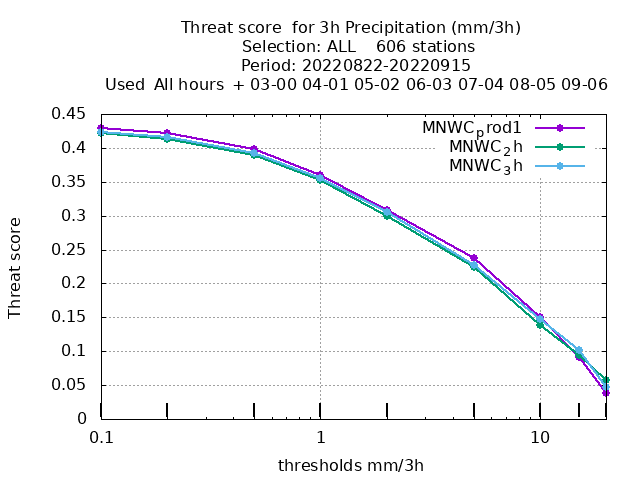 Threat score  for 3h Precipitation (mm/3h)
Selection: ALL    606 stations
Period: 20220822-20220915
Used  All hours  + 03-00 04-01 05-02 06-03 07-04 08-05 09-06
0.45
0.4
0.35
0.3
0.25
0.2
0.15
0.1
0.05
0
Threat score
MNWCprod1
MNWC2h
MNWC3h
0.1
1
10
thresholds mm/3h